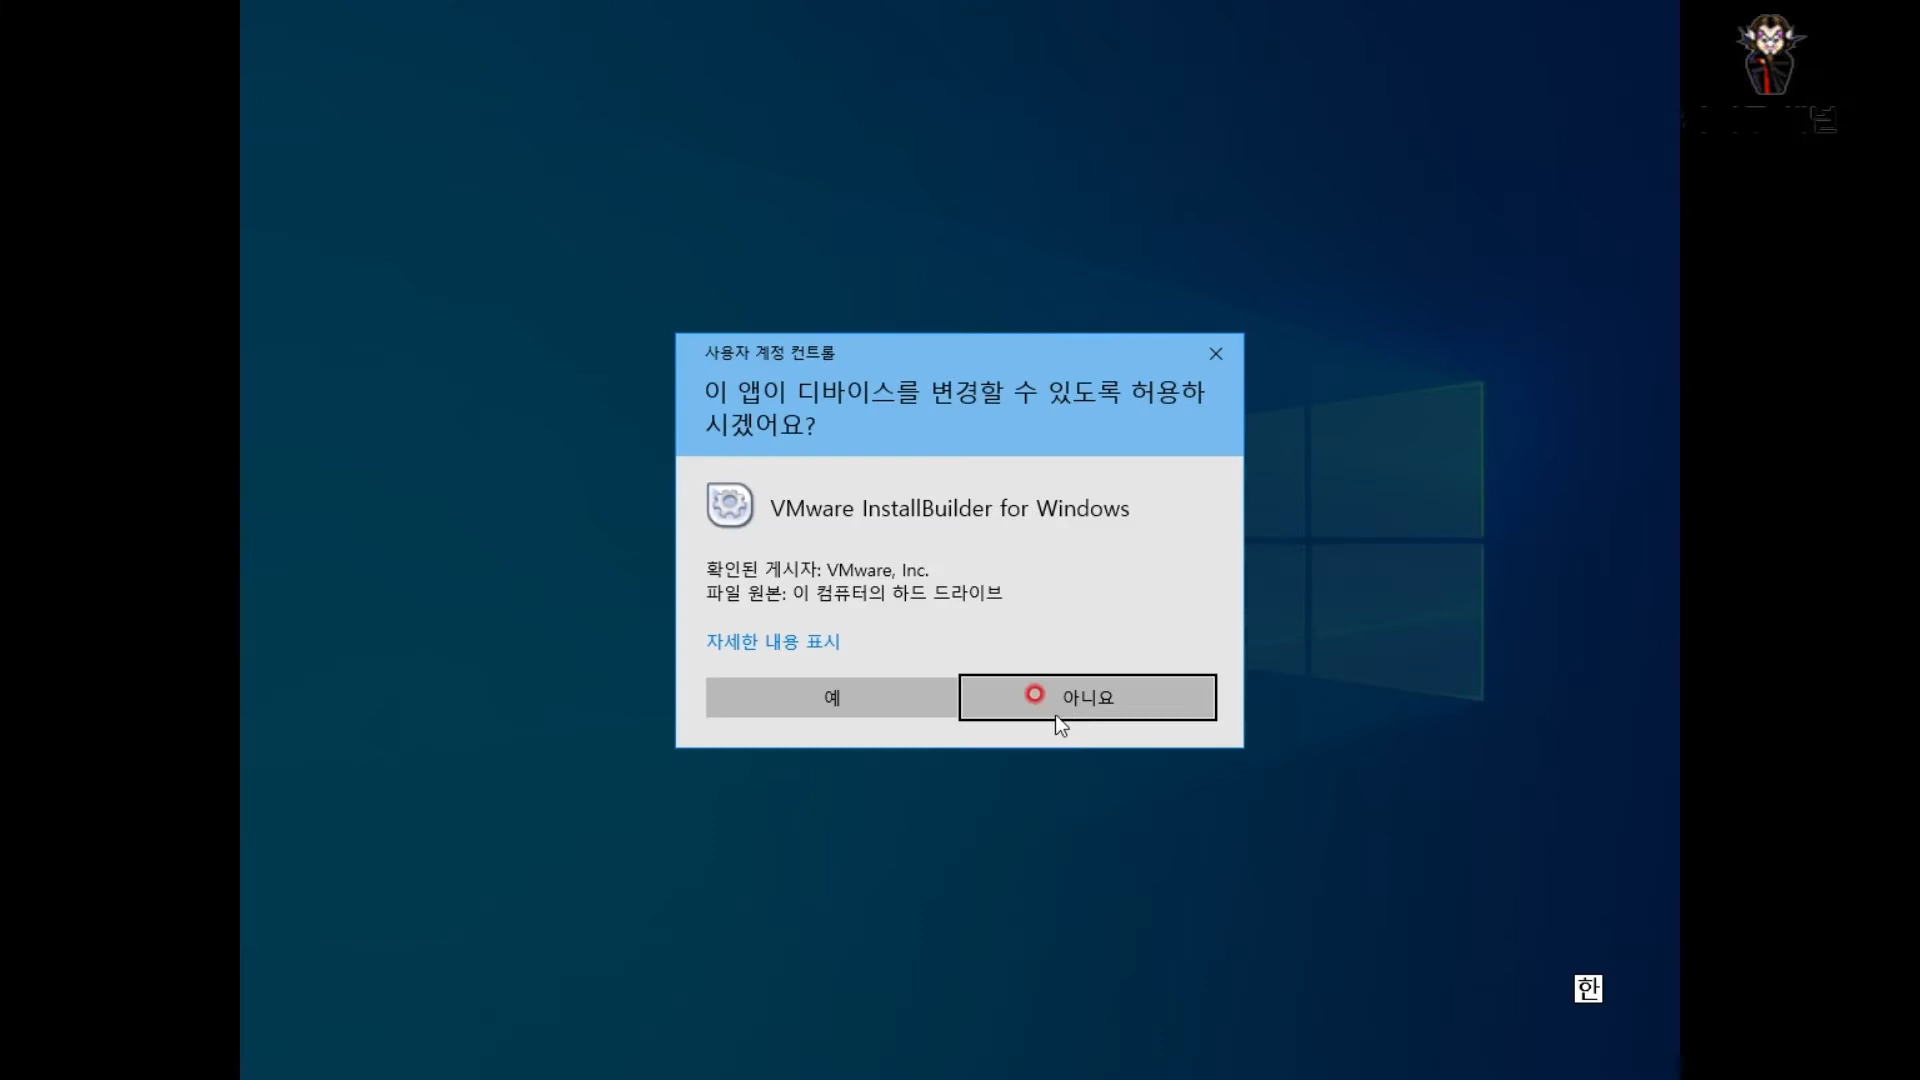 사용자 계정 컨트롤
이 앱이 디바이스를 변경할 수 있도록 허용하
시겠어요?
VMware InstallBuilder for Windows
확인된 게시자: VMware, Inc.
파일 원본: 이 컴퓨터의 하드 드라이브
자세한 내용 표시
예
아니요
한